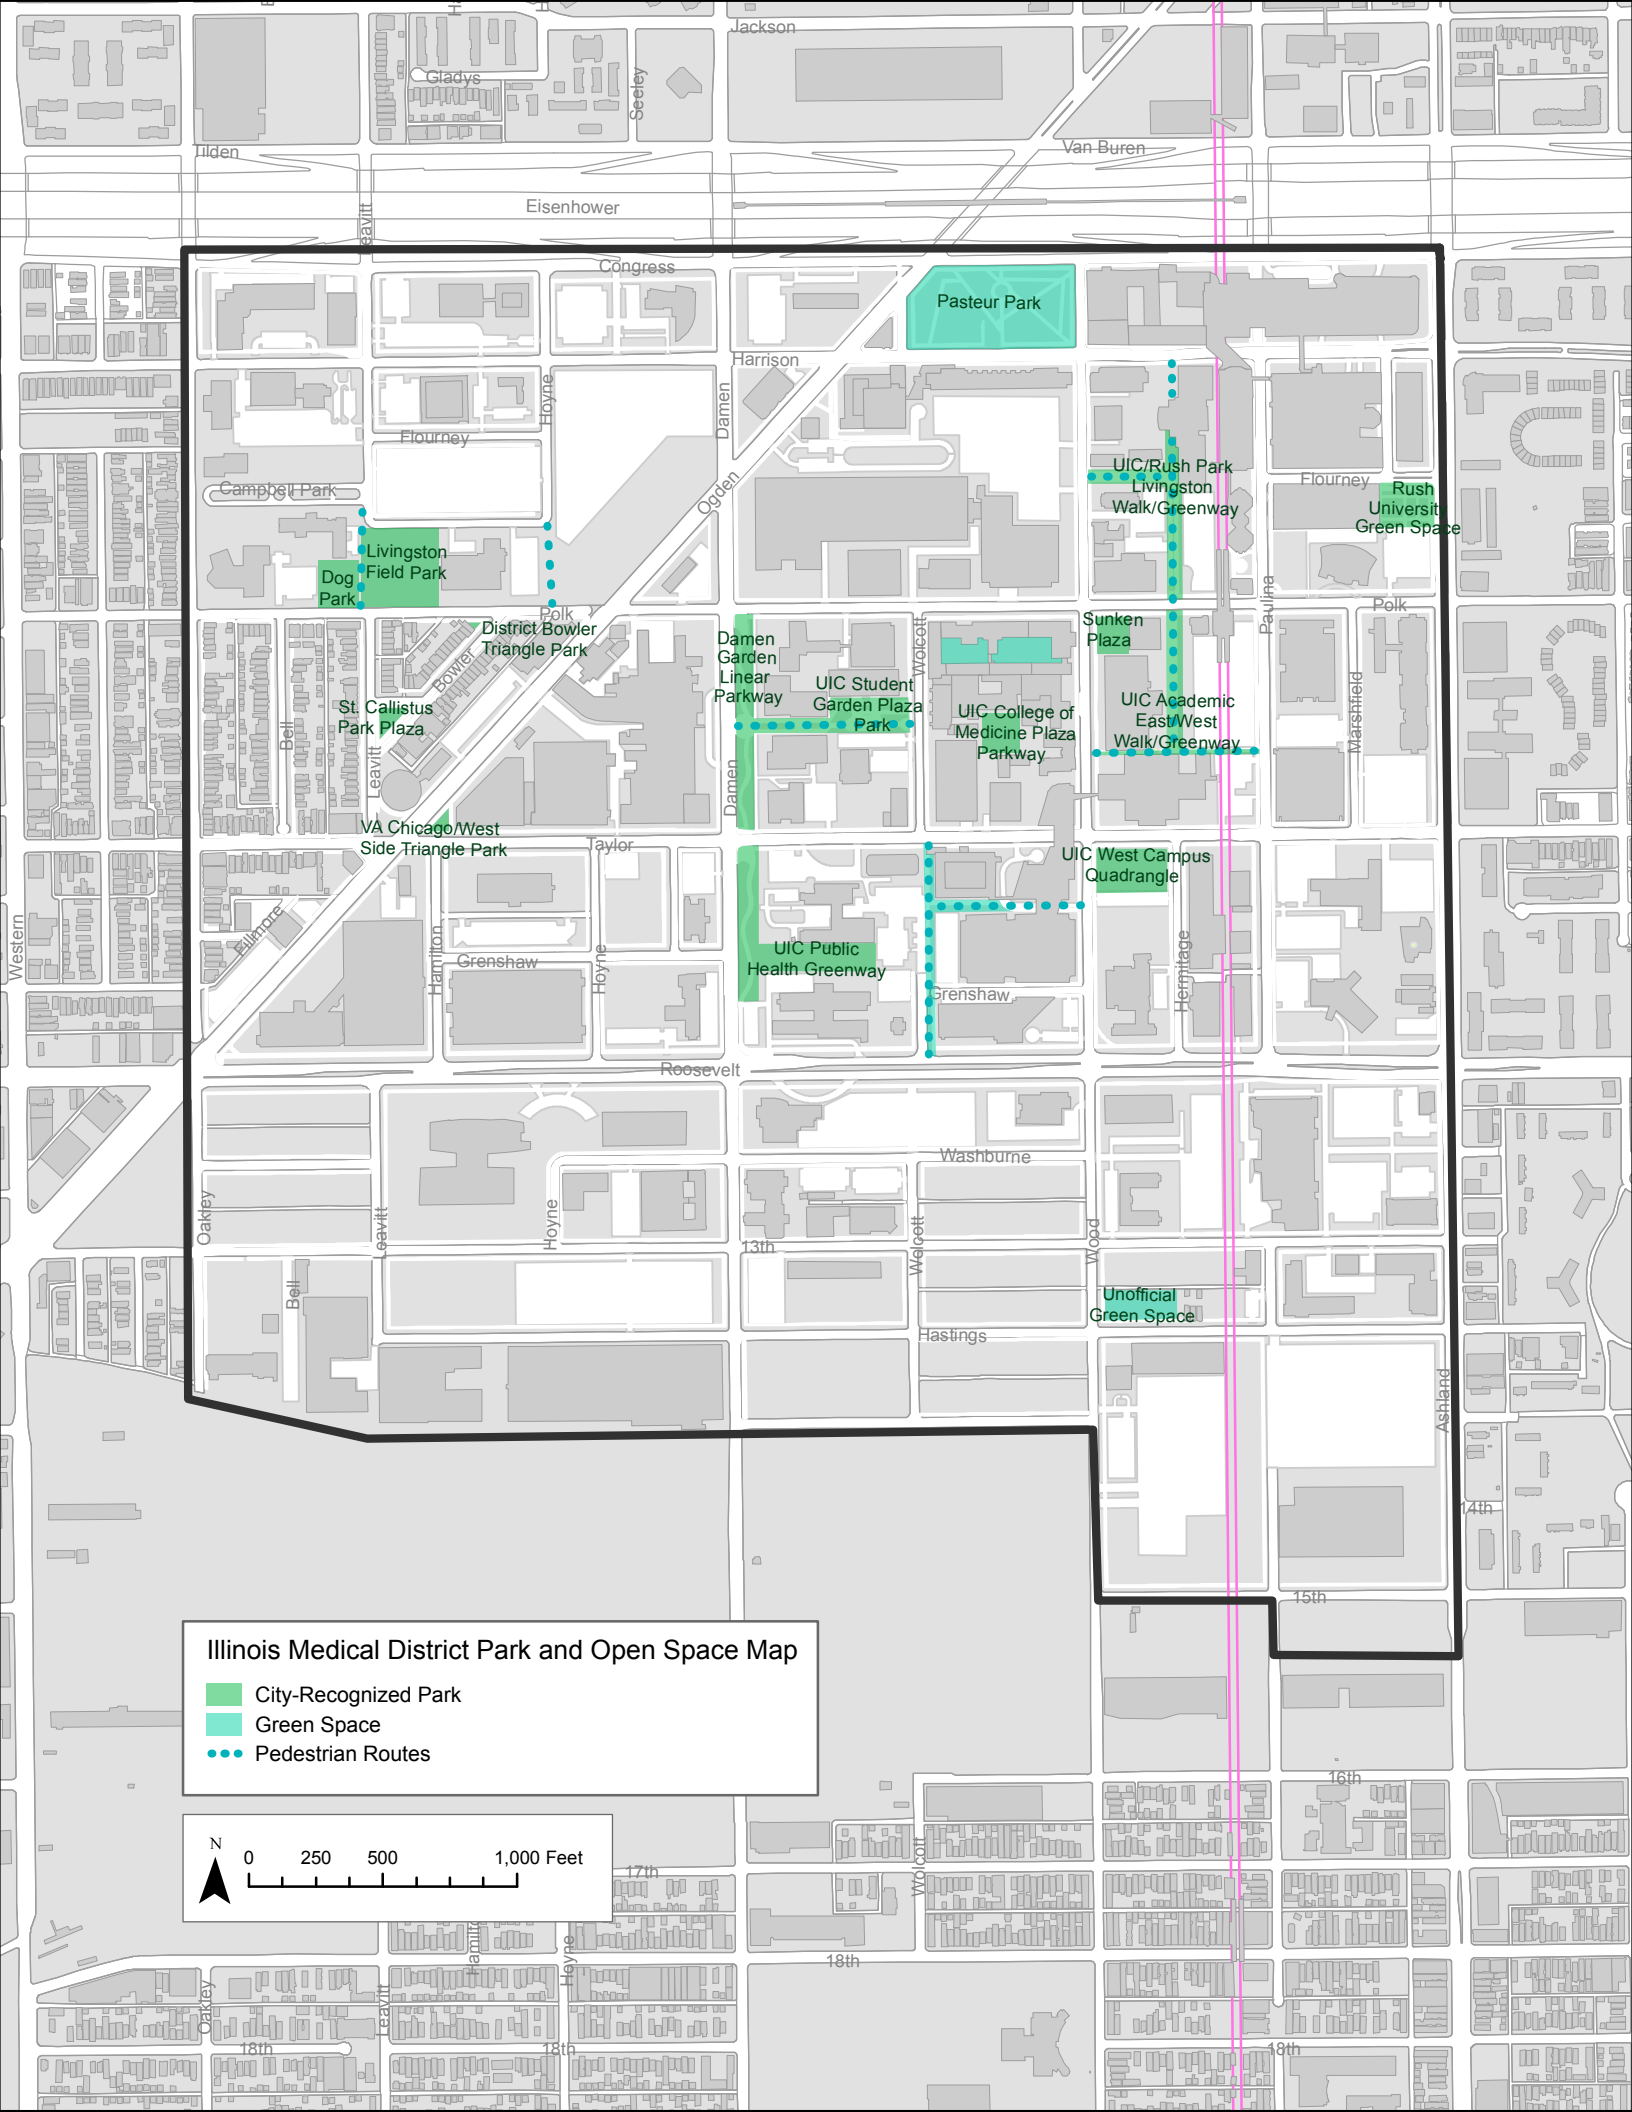 Jackson
Gladys
Seeley
Tilden
Van Buren
Eisenhower
Leavitt
Congress
Pasteur Park
Harrison
Hoyne
Damen
Flourney
Ogden
Campbell Park
UIC/Rush Park
Livingston
Walk/Greenway
Flourney
Rush
University
Green Space
Livingston
Field Park
Dog
Park
Polk
Paulina
Polk
Sunken
Plaza
District Bowler
Triangle Park
Bowler
Damen
Garden
Linear
Parkway
Wolcott
UIC Student
Garden Plaza
Park
UIC College of
Medicine Plaza
Parkway
UIC Academic
East/West
Walk/Greenway
Marshfield
St. Callistus
Park Plaza
Bell
Leavitt
Damen
VA Chicago/West
Side Triangle Park
Taylor
UIC West Campus
Quadrangle
Western
Fillmore
Hamilton
Grenshaw
Hoyne
UIC Public
Health Greenway
Grenshaw
Hermitage
Roosevelt
Washburne
Oakley
Leavitt
Hoyne
13th
Wolcott
Wood
Bell
Unofficial
Green Space
Hastings
Ashland
14th
15th
Illinois Medical District Park and Open Space Map
City-Recognized Park
Green Space
Pedestrian Routes
16th
N
0 250 500 1,000 Feet
17th
Wolcott
Hoyne
18th
Oakley
Leavitt
18th
18th
18th